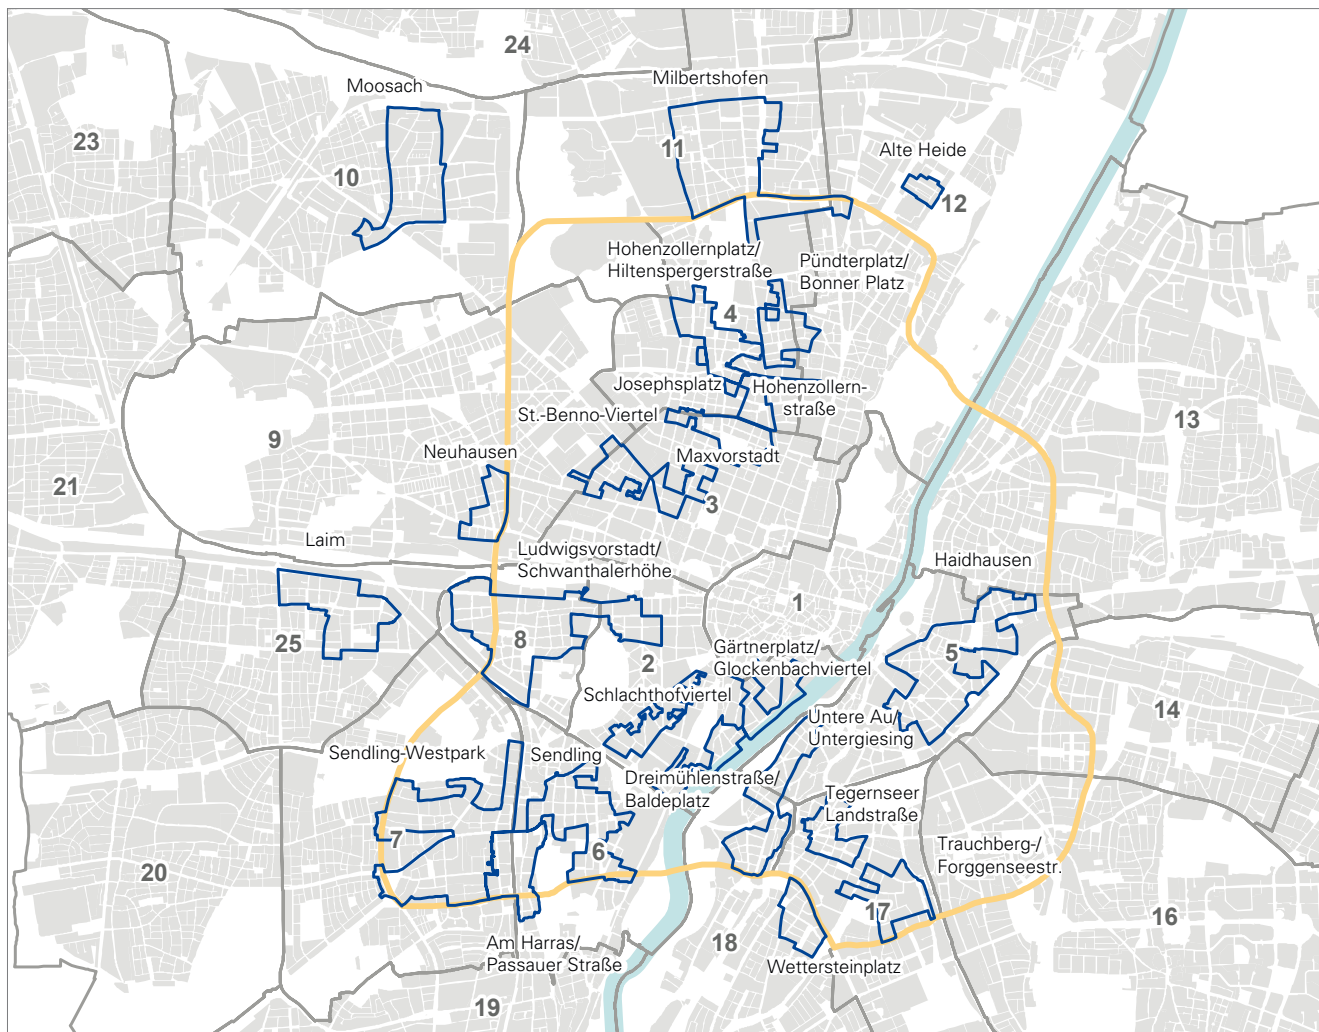 24
Moosach
Milbertshofen
23
11
Alte Heide
10
12
Hohenzollernplatz/
Hiltenspergerstraße
Pündterplatz/
Bonner Platz
4
Josephsplatz
Hohenzollern-
straße
St.-Benno-Viertel
13
9
Neuhausen
Maxvorstadt
21
3
Laim
Ludwigsvorstadt/
Schwanthalerhöhe
Haidhausen
1
25
8
2
Gärtnerplatz/
Glockenbachviertel
5
Schlachthofviertel
14
Untere Au/
Untergiesing
Sendling-Westpark
Sendling
Dreimühlenstraße/
Baldeplatz
Tegernseer
Landstraße
7
6
Trauchberg-/
Forggenseestr.
20
17
16
Am Harras/
Passauer Straße
18
Wettersteinplatz
19